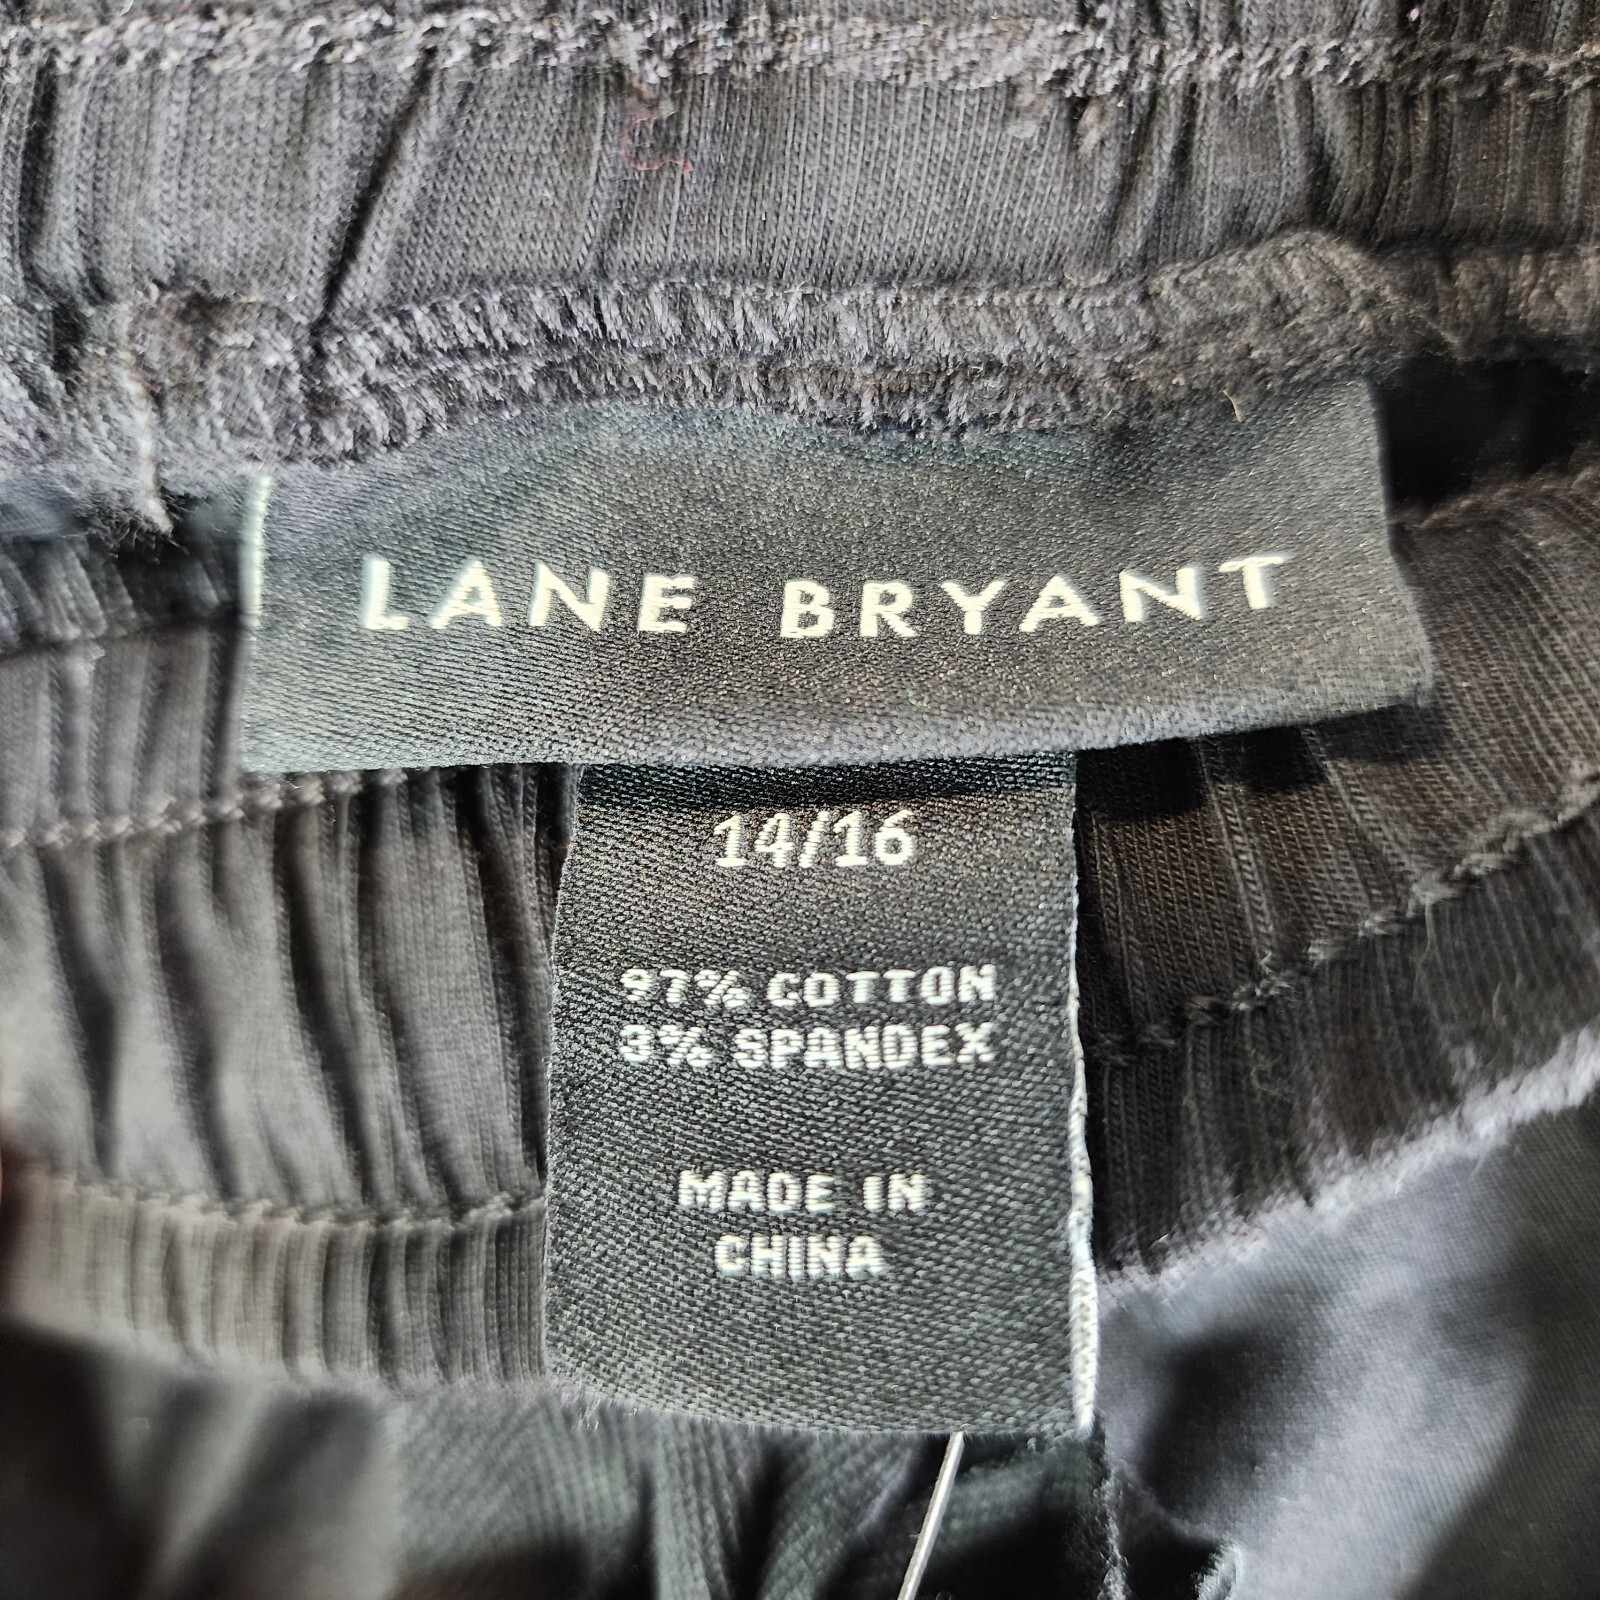 LANE BRYANT
14/16
97% COTTON
3% SPANDEX
MADE IN
CHINA